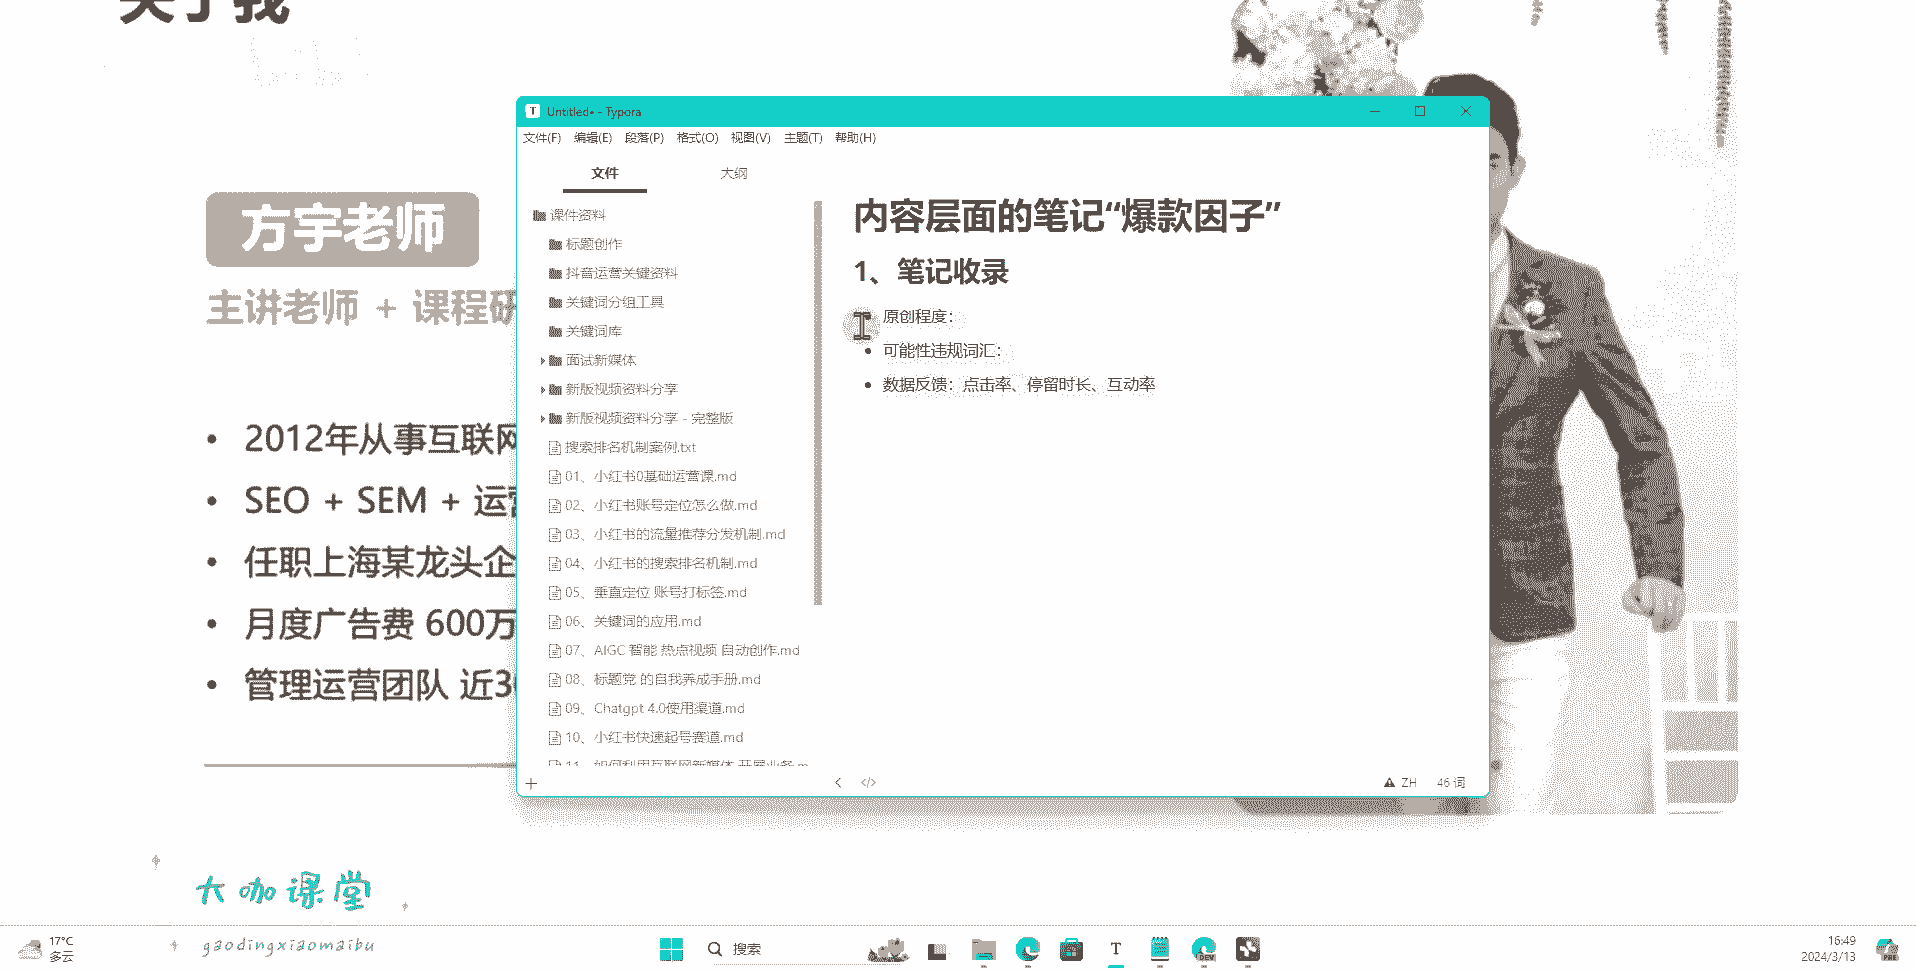 关于我
方宇老师
主讲老师 + 课程研
2012年从事互联网
SEO + SEM + 运营
任职上海某龙头企
月度广告费 600万
管理运营团队 近3
大咖课堂
gaodingxiaomaibu
Untitled• - Typora
文件(F) 编辑(E) 段落(P) 格式(O) 视图(V) 主题(T) 帮助(H)
文件 大纲
课件资料
标题创作
抖音运营关键资料
关键词分组工具
关键词库
面试新媒体
新版视频资料分享
新版视频资料分享 - 完整版
搜索排名机制案例.txt
01、小红书0基础运营课.md
02、小红书账号定位怎么做.md
03、小红书的流量推荐分发机制.md
04、小红书的搜索排名机制.md
05、垂直定位 账号打标签.md
06、关键词的应用.md
07、AIGC 智能 热点视频 自动创作.md
08、标题党 的自我养成手册.md
09、Chatgpt 4.0使用渠道.md
10、小红书快速起号赛道.md
11、如何利用互联网新媒体 开展业务.m
内容层面的笔记“爆款因子”
1、笔记收录
原创程度：
可能性违规词汇：
数据反馈：点击率、停留时长、互动率
ZH 46 词
17°C
多云
搜索
T
DEV
16:49
2024/3/13
PRE